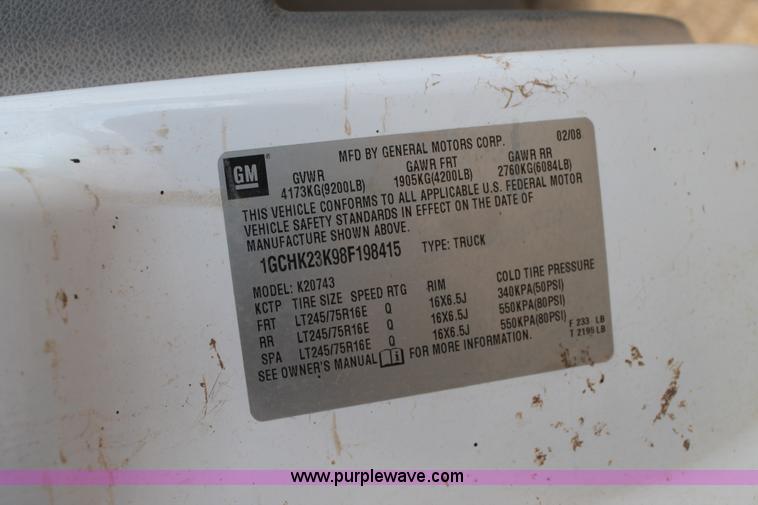 MFD BY GENERAL MOTORS CORP. 02/08
GM
GVWR GAWR FRT GAWR RR
4173KG(9200LB) 1905KG(4200LB) 2760KG(6084LB)
THIS VEHICLE CONFORMS TO ALL APPLICABLE U.S. FEDERAL MOTOR
VEHICLE SAFETY STANDARDS IN EFFECT ON THE DATE OF
MANUFACTURE SHOWN ABOVE.
1GCHK23K98F198415 TYPE: TRUCK
MODEL: K20743
KCTP TIRE SIZE SPEED RTG RIM COLD TIRE PRESSURE
FRT LT245/75R16E Q 16X6.5J 340KPA(50PSI)
RR LT245/75R16E Q 16X6.5J 550KPA(80PSI)
SPA LT245/75R16E Q 16X6.5J 550KPA(80PSI)
SEE OWNER'S MANUAL i FOR MORE INFORMATION.
F 233 LB
T 2195 LB
www.purplewave.com